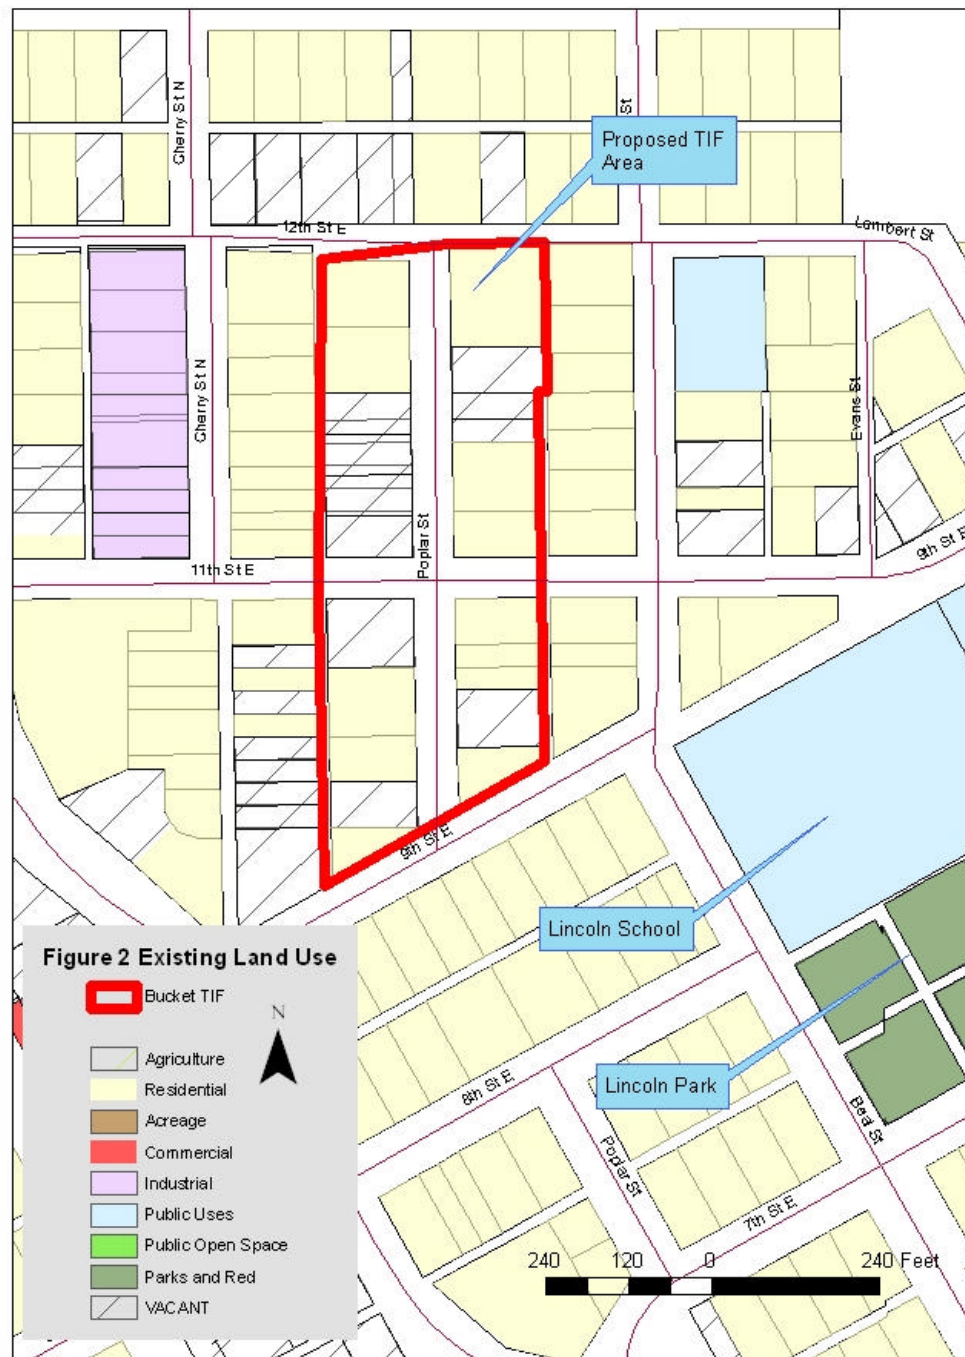 Cherry St N
St
Proposed TIF
Area
12th St E
Lambert St
Cherry St N
Evans St
Poplar St
11th St E
9th St E
9th St E
Lincoln School
Figure 2 Existing Land Use
Bucket TIF
N
Agriculture
Residential
Acreage
Commercial
Industrial
Public Uses
Public Open Space
Parks and Red
VACANT
8th St E
Lincoln Park
Beal St
Poplar St
7th St E
240 120 0 240 Feet